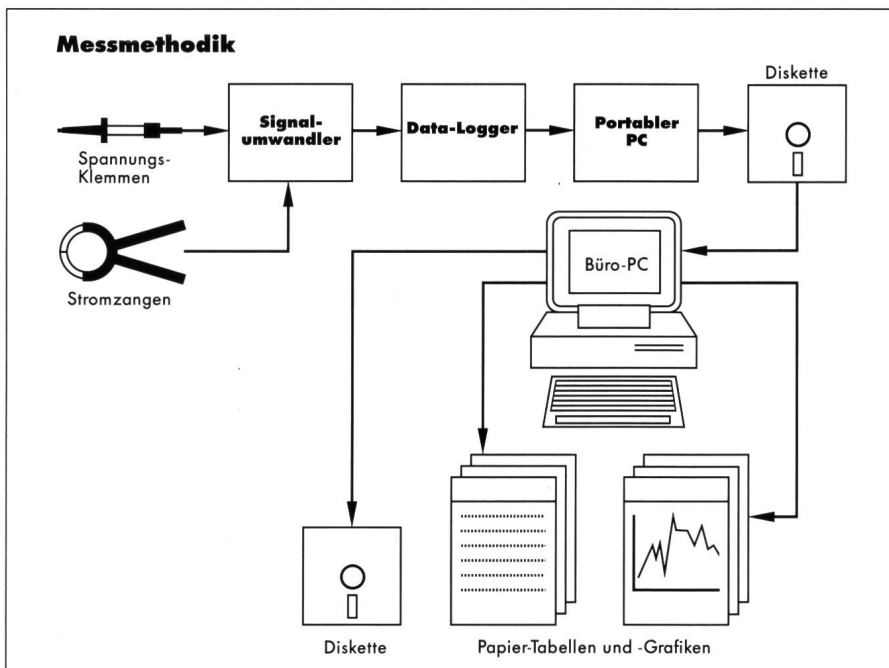 Messmethodik
Diskette
Signal-
umwandler
Data-Logger
Portabler
PC
Spannungs-
Klemmen
Büro-PC
Stromzangen
Diskette
Papier-Tabellen und -Grafiken